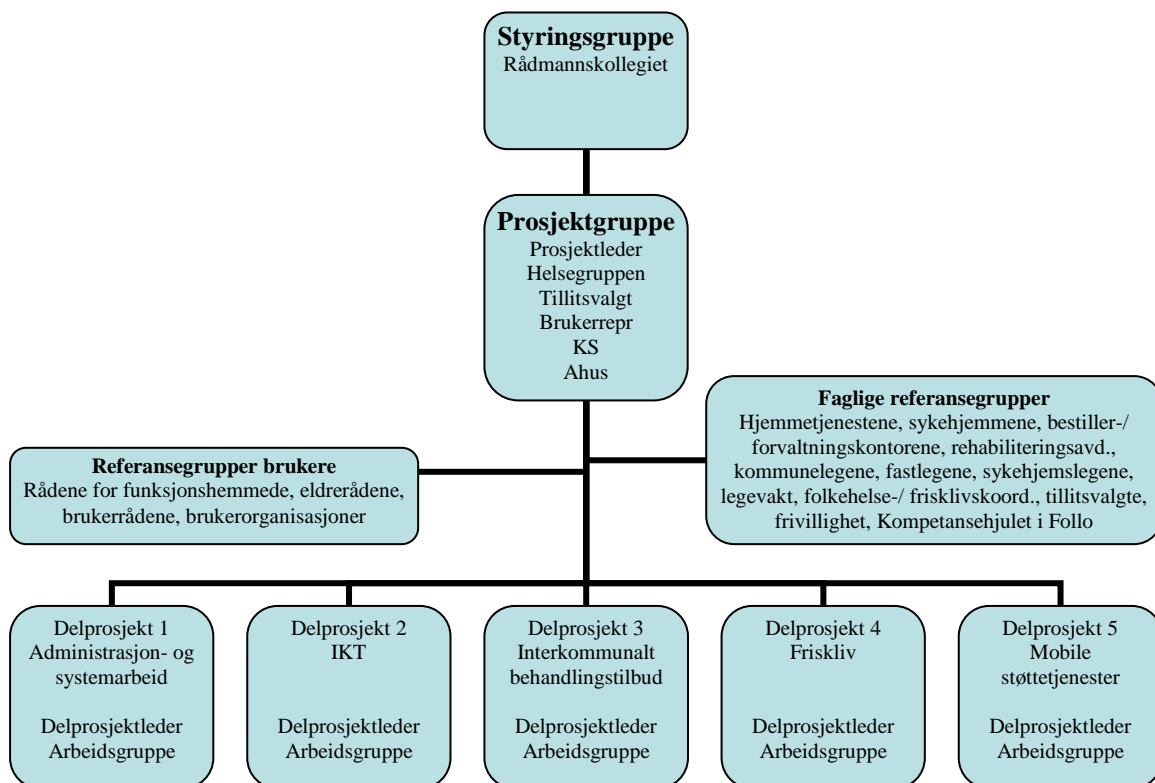 Styringsgruppe
Rådmannskollegiet
Prosjektgruppe
Prosjektleder
Helsegruppen
Tillitsvalgt
Brukerrepr
KS
Ahus
Faglige referansegrupper
Hjemmetjenestene, sykehjemmene, bestiller-/
forvaltningskontorene, rehabiliteringsavd.,
kommunelegene, fastlegene, sykehjemslegene,
legevakt, folkehelse-/ frisklivskoord., tillitsvalgte,
frivillighet, Kompetansehjulet i Follo
Referansegrupper brukere
Rådene for funksjonshemmede, eldrerådene,
brukerrådene, brukerorganisasjoner
Delprosjekt 1
Administrasjon- og
systemarbeid
Delprosjektleder
Arbeidsgruppe
Delprosjekt 2
IKT
Delprosjektleder
Arbeidsgruppe
Delprosjekt 3
Interkommunalt
behandlingstilbud
Delprosjektleder
Arbeidsgruppe
Delprosjekt 4
Friskliv
Delprosjektleder
Arbeidsgruppe
Delprosjekt 5
Mobile
støttetjenester
Delprosjektleder
Arbeidsgruppe